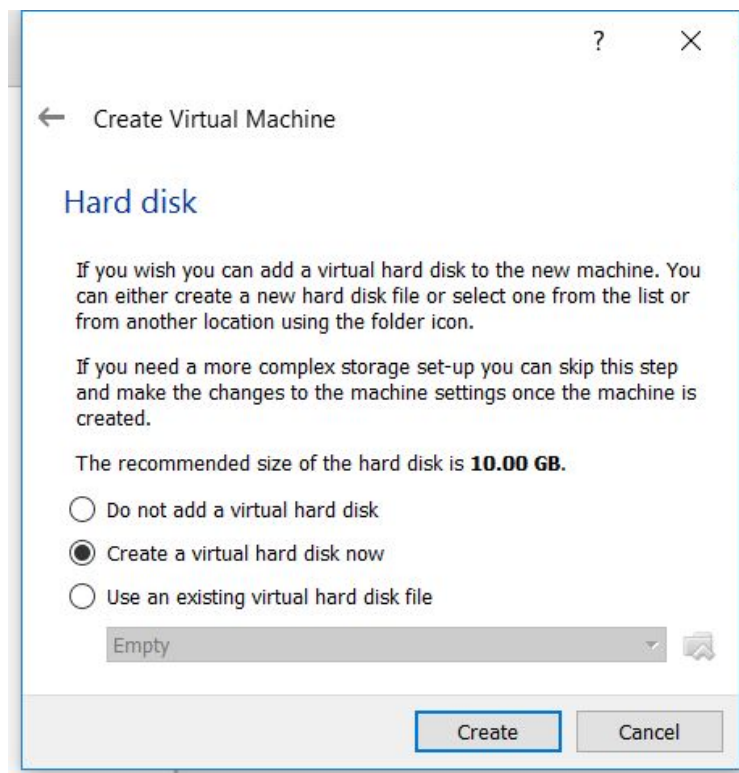 ?
Create Virtual Machine
Hard disk
If you wish you can add a virtual hard disk to the new machine. You
can either create a new hard disk file or select one from the list or
from another location using the folder icon.
If you need a more complex storage set-up you can skip this step
and make the changes to the machine settings once the machine is
created.
The recommended size of the hard disk is 10.00 GB.
Do not add a virtual hard disk
Create a virtual hard disk now
Use an existing virtual hard disk file
Empty
Create Cancel